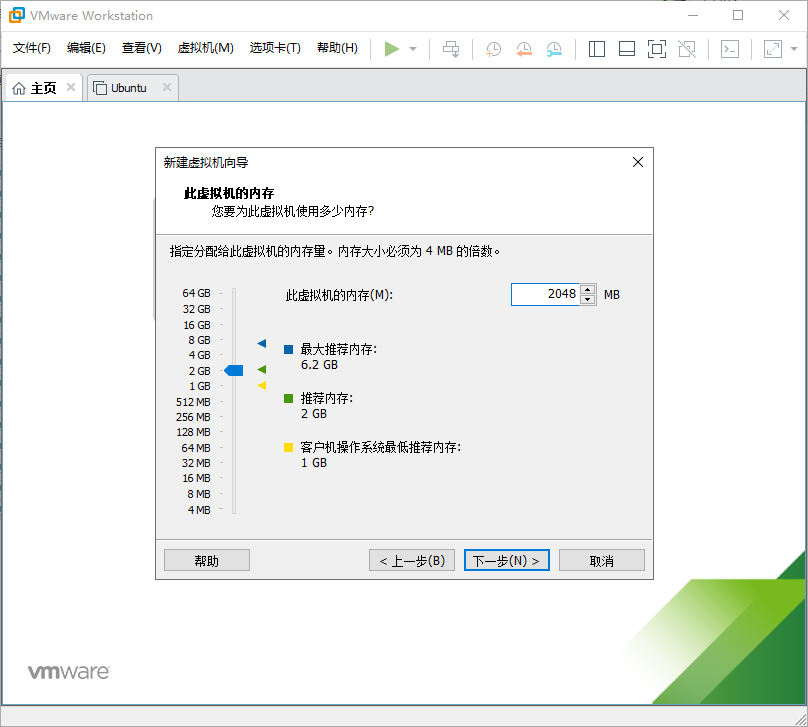 VMware Workstation
文件(F) 编辑(E) 查看(V) 虚拟机(M) 选项卡(T) 帮助(H)
主页 Ubuntu
新建虚拟机向导
此虚拟机的内存
您要为此虚拟机使用多少内存?
指定分配给此虚拟机的内存量。内存大小必须为 4 MB 的倍数。
此虚拟机的内存(M): 2048 MB
64 GB
32 GB
16 GB
8 GB
4 GB
2 GB
1 GB
512 MB
256 MB
128 MB
64 MB
32 MB
16 MB
8 MB
4 MB
最大推荐内存:
6.2 GB
推荐内存:
2 GB
客户机操作系统最低推荐内存:
1 GB
帮助 < 上一步(B) 下一步(N) > 取消
vmware